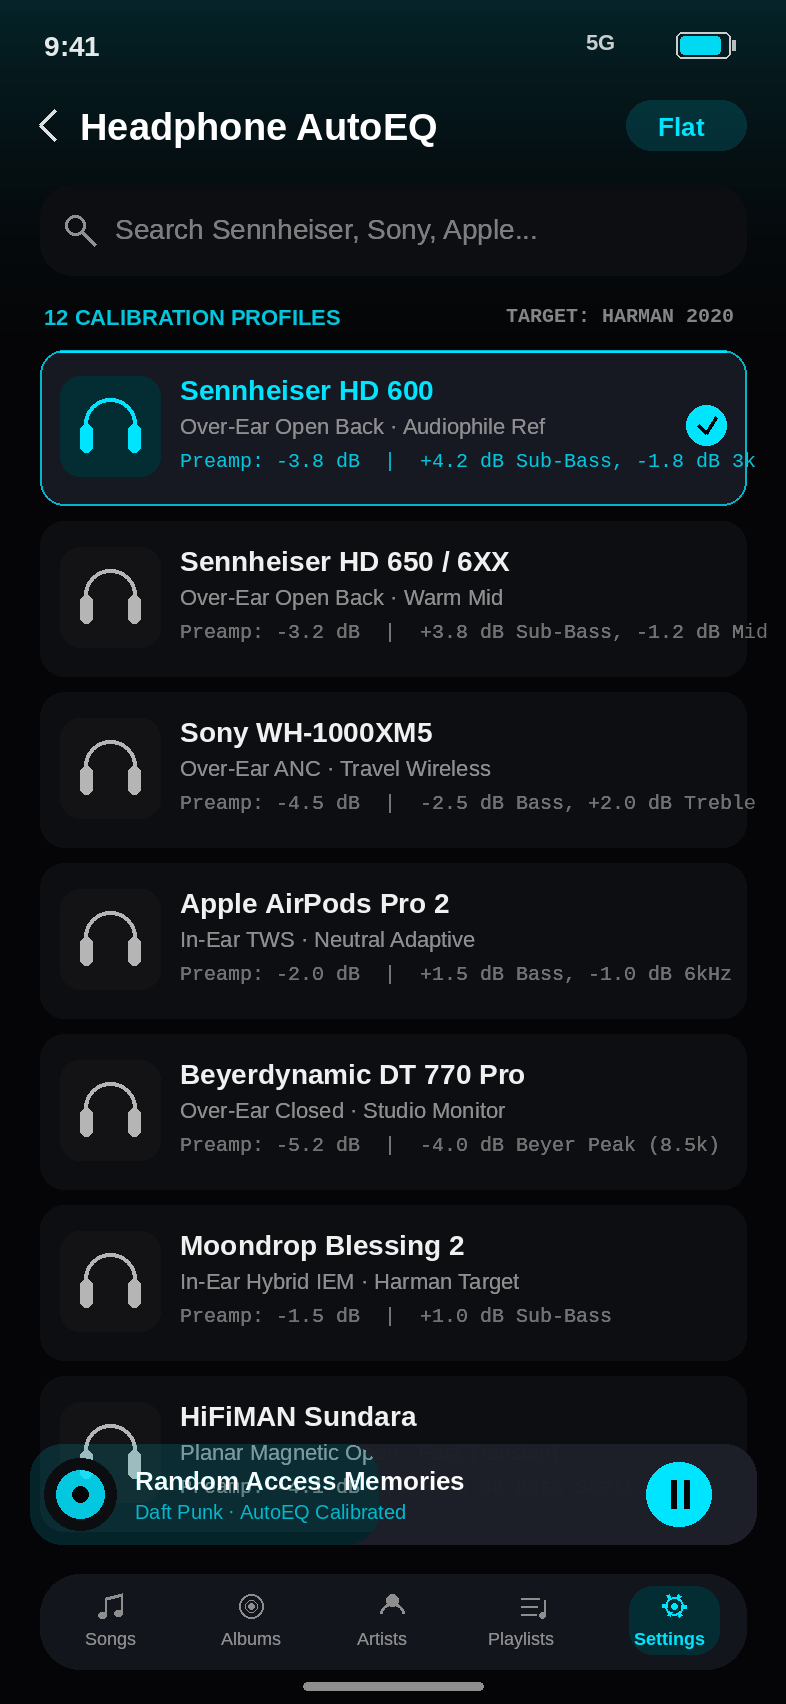 9:41
5G
Headphone AutoEQ
Flat
Search Sennheiser, Sony, Apple...
12 CALIBRATION PROFILES
TARGET: HARMAN 2020
Sennheiser HD 600
Over-Ear Open Back · Audiophile Ref
Preamp: -3.8 dB | +4.2 dB Sub-Bass, -1.8 dB 3k
Sennheiser HD 650 / 6XX
Over-Ear Open Back · Warm Mid
Preamp: -3.2 dB | +3.8 dB Sub-Bass, -1.2 dB Mid
Sony WH-1000XM5
Over-Ear ANC · Travel Wireless
Preamp: -4.5 dB | -2.5 dB Bass, +2.0 dB Treble
Apple AirPods Pro 2
In-Ear TWS · Neutral Adaptive
Preamp: -2.0 dB | +1.5 dB Bass, -1.0 dB 6kHz
Beyerdynamic DT 770 Pro
Over-Ear Closed · Studio Monitor
Preamp: -5.2 dB | -4.0 dB Beyer Peak (8.5k)
Moondrop Blessing 2
In-Ear Hybrid IEM · Harman Target
Preamp: -1.5 dB | +1.0 dB Sub-Bass
HiFiMAN Sundara
Planar Magnetic
Random Access Memories
Daft Punk · AutoEQ Calibrated
Songs
Albums
Artists
Playlists
Settings